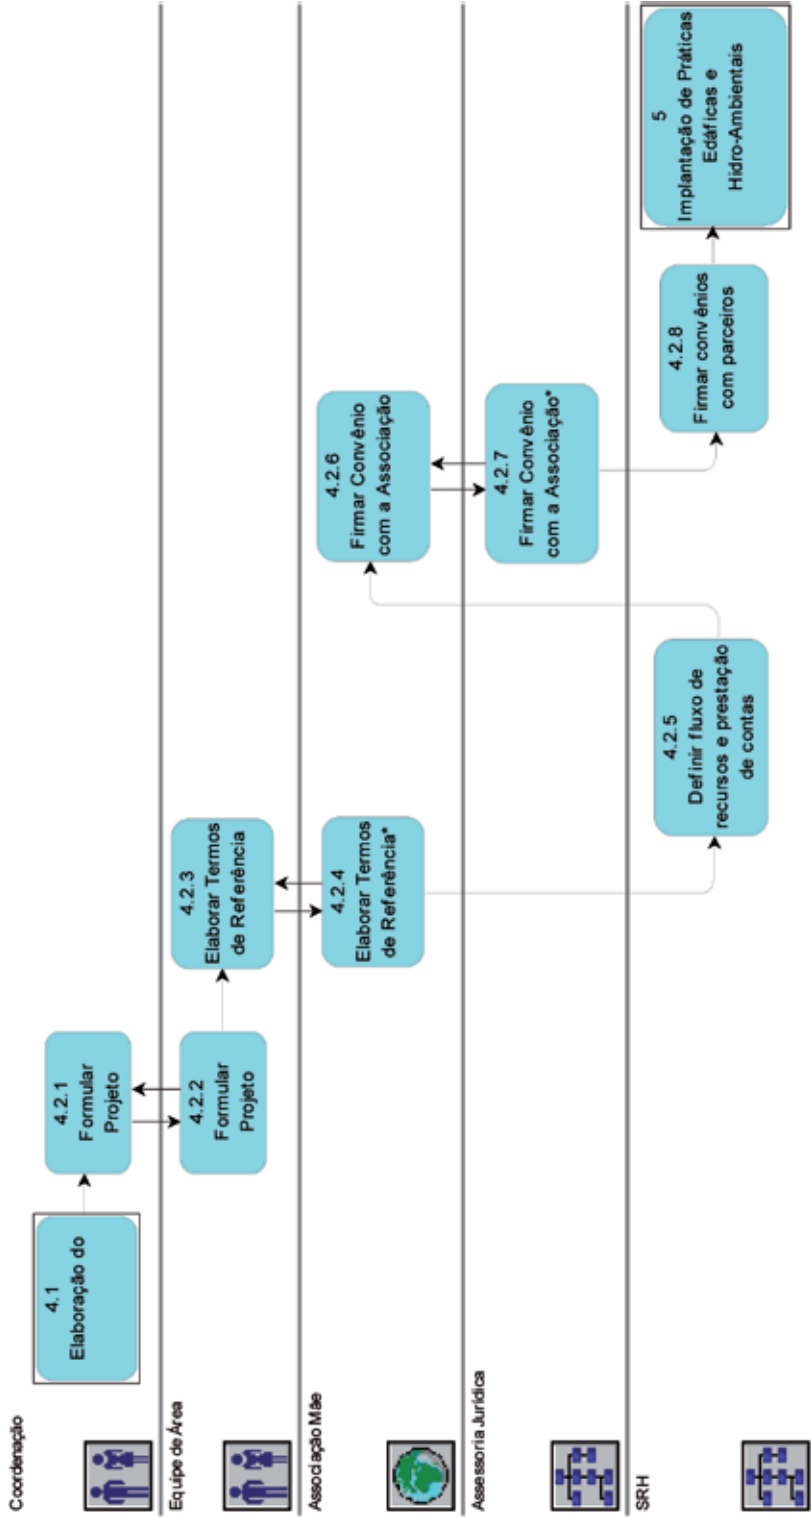 Coordenação
4.1
Elaboração do
4.2.1
Formular
Projeto
Equipe de Área
4.2.2
Formular
Projeto
4.2.3
Elaborar Termos
de Referência
Associação Mãe
4.2.4
Elaborar Termos
de Referência*
4.2.6
Firmar Convênio
com a Associação
Assessoria Jurídica
4.2.7
Firmar Convênio
com a Associação*
SRH
4.2.5
Definir fluxo de
recursos e prestação
de contas
4.2.8
Firmar convênios
com parceiros
5
Implantação de Práticas
Edáficas e
Hidro-Ambientais